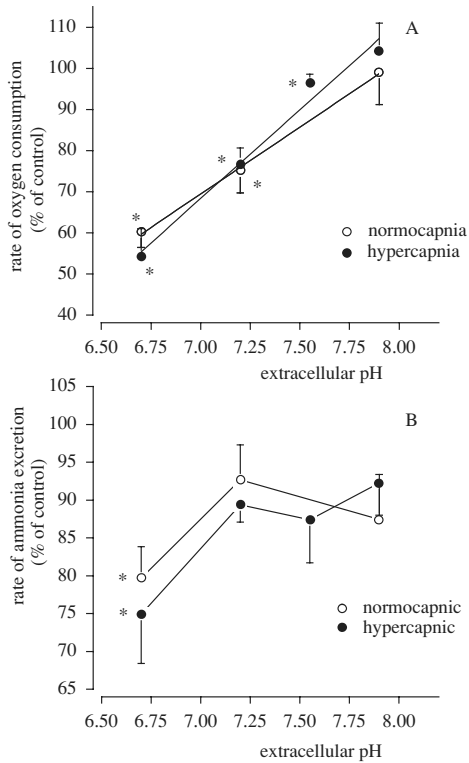 A
rate of oxygen consumption
(% of control)
110
100
90
80
70
60
50
40
*
*
*
*
*
normocapnia
hypercapnia
6.50 6.75 7.00 7.25 7.50 7.75 8.00
extracellular pH
B
rate of ammonia excretion
(% of control)
105
100
95
90
85
80
75
70
65
*
*
normocapnic
hypercapnic
6.50 6.75 7.00 7.25 7.50 7.75 8.00
extracellular pH